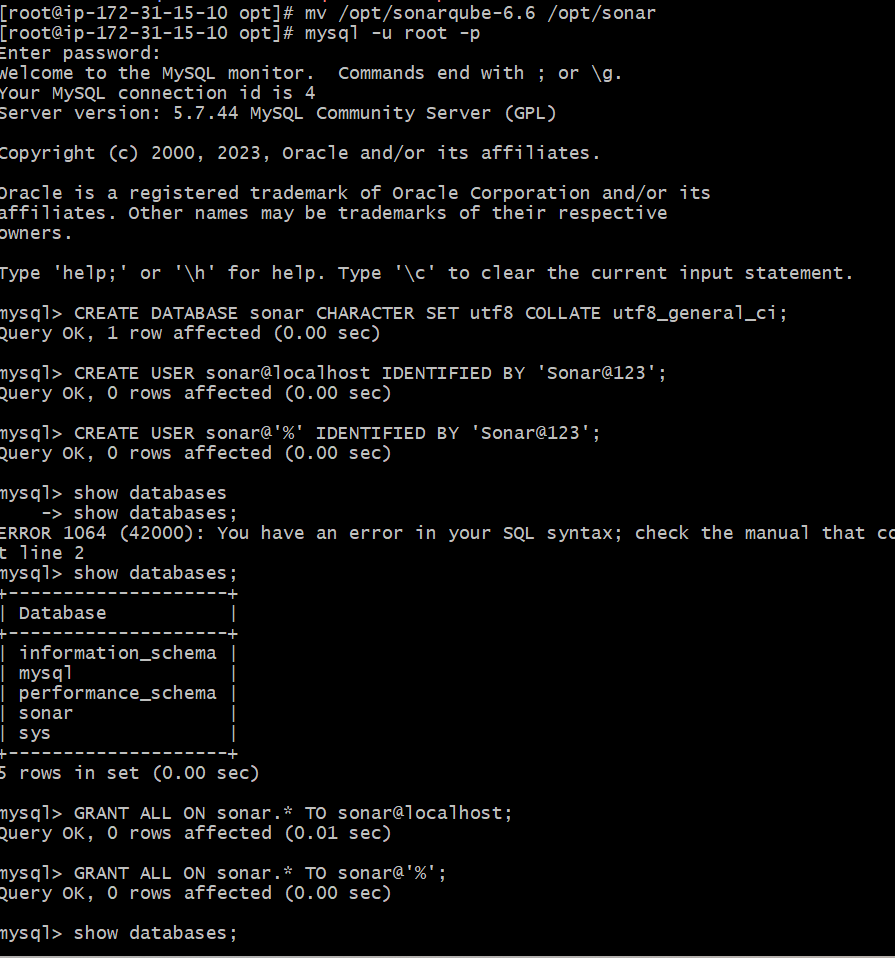 [root@ip-172-31-15-10 opt]# mv /opt/sonarqube-6.6 /opt/sonar
[root@ip-172-31-15-10 opt]# mysql -u root -p
Enter password:
Welcome to the MySQL monitor.  Commands end with ; or \g.
Your MySQL connection id is 4
Server version: 5.7.44 MySQL Community Server (GPL)
Copyright (c) 2000, 2023, Oracle and/or its affiliates.
Oracle is a registered trademark of Oracle Corporation and/or its
affiliates. Other names may be trademarks of their respective
owners.
Type 'help;' or '\h' for help. Type '\c' to clear the current input statement.
mysql> CREATE DATABASE sonar CHARACTER SET utf8 COLLATE utf8_general_ci;
Query OK, 1 row affected (0.00 sec)
mysql> CREATE USER sonar@localhost IDENTIFIED BY 'Sonar@123';
Query OK, 0 rows affected (0.00 sec)
mysql> CREATE USER sonar@'%' IDENTIFIED BY 'Sonar@123';
Query OK, 0 rows affected (0.00 sec)
mysql> show databases
    -> show databases;
ERROR 1064 (42000): You have an error in your SQL syntax; check the manual that co
t line 2
mysql> show databases;
+--------------------+
| Database           |
+--------------------+
| information_schema |
| mysql              |
| performance_schema |
| sonar              |
| sys                |
+--------------------+
5 rows in set (0.00 sec)
mysql> GRANT ALL ON sonar.* TO sonar@localhost;
Query OK, 0 rows affected (0.01 sec)
mysql> GRANT ALL ON sonar.* TO sonar@'%';
Query OK, 0 rows affected (0.00 sec)
mysql> show databases;